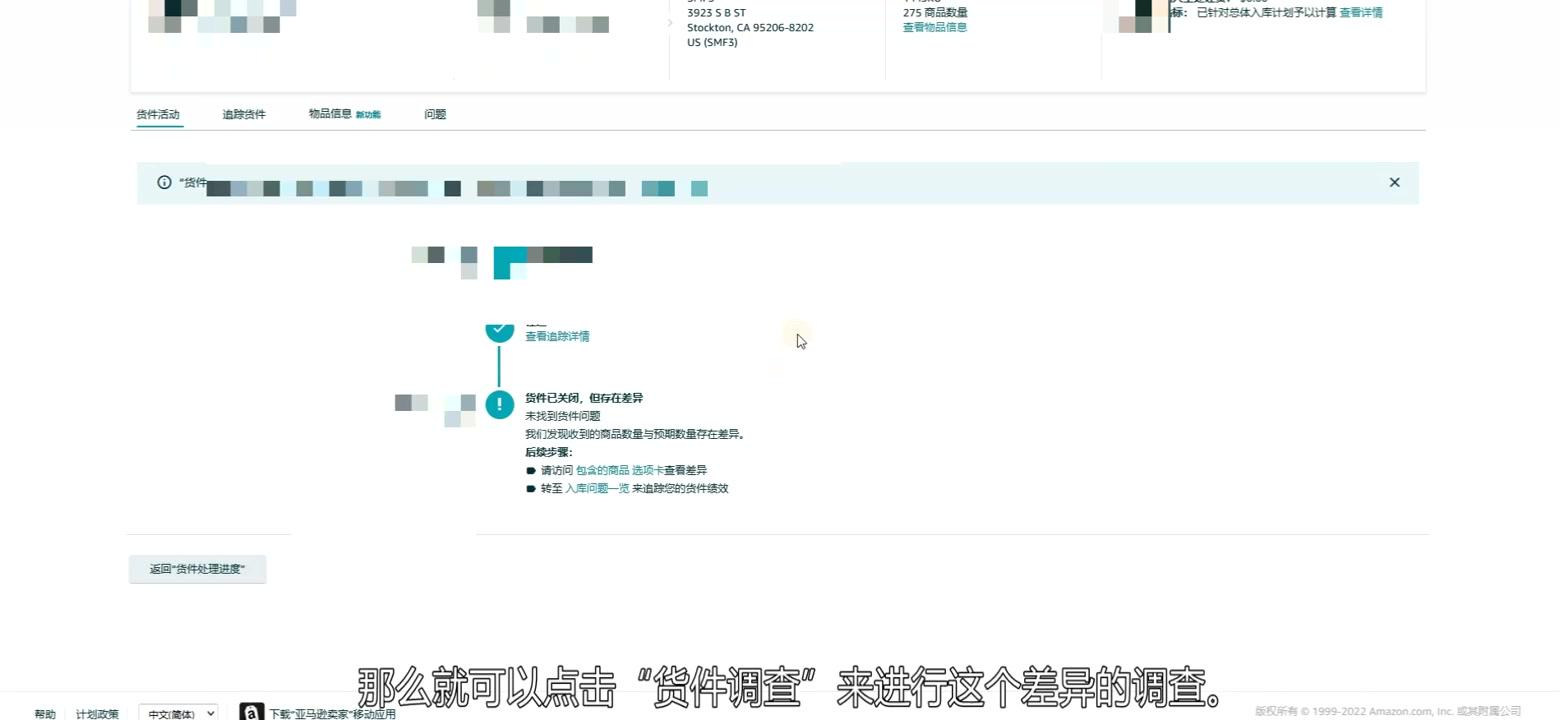 3923 S B ST
Stockton, CA 95206-8202
US (SMF3)
275 商品数量
查看物品信息
标: 已针对总体入库计划予以计算 查看详情
货件活动 追踪货件 物品信息 新功能 问题
“货件
查看追踪详情
货件已关闭，但存在差异
未找到货件问题
我们发现收到的商品数量与预期数量存在差异。
后续步骤：
请访问 包含的商品 选项卡查看差异
转至 入库问题一览 来追踪您的货件绩效
返回“货件处理进度”
那么就可以点击“货件调查”来进行这个差异的调查。
帮助 计划政策 中文(简体) 下载“亚马逊卖家”移动应用
版权所有 © 1999-2022 Amazon.com, Inc. 或其附属公司